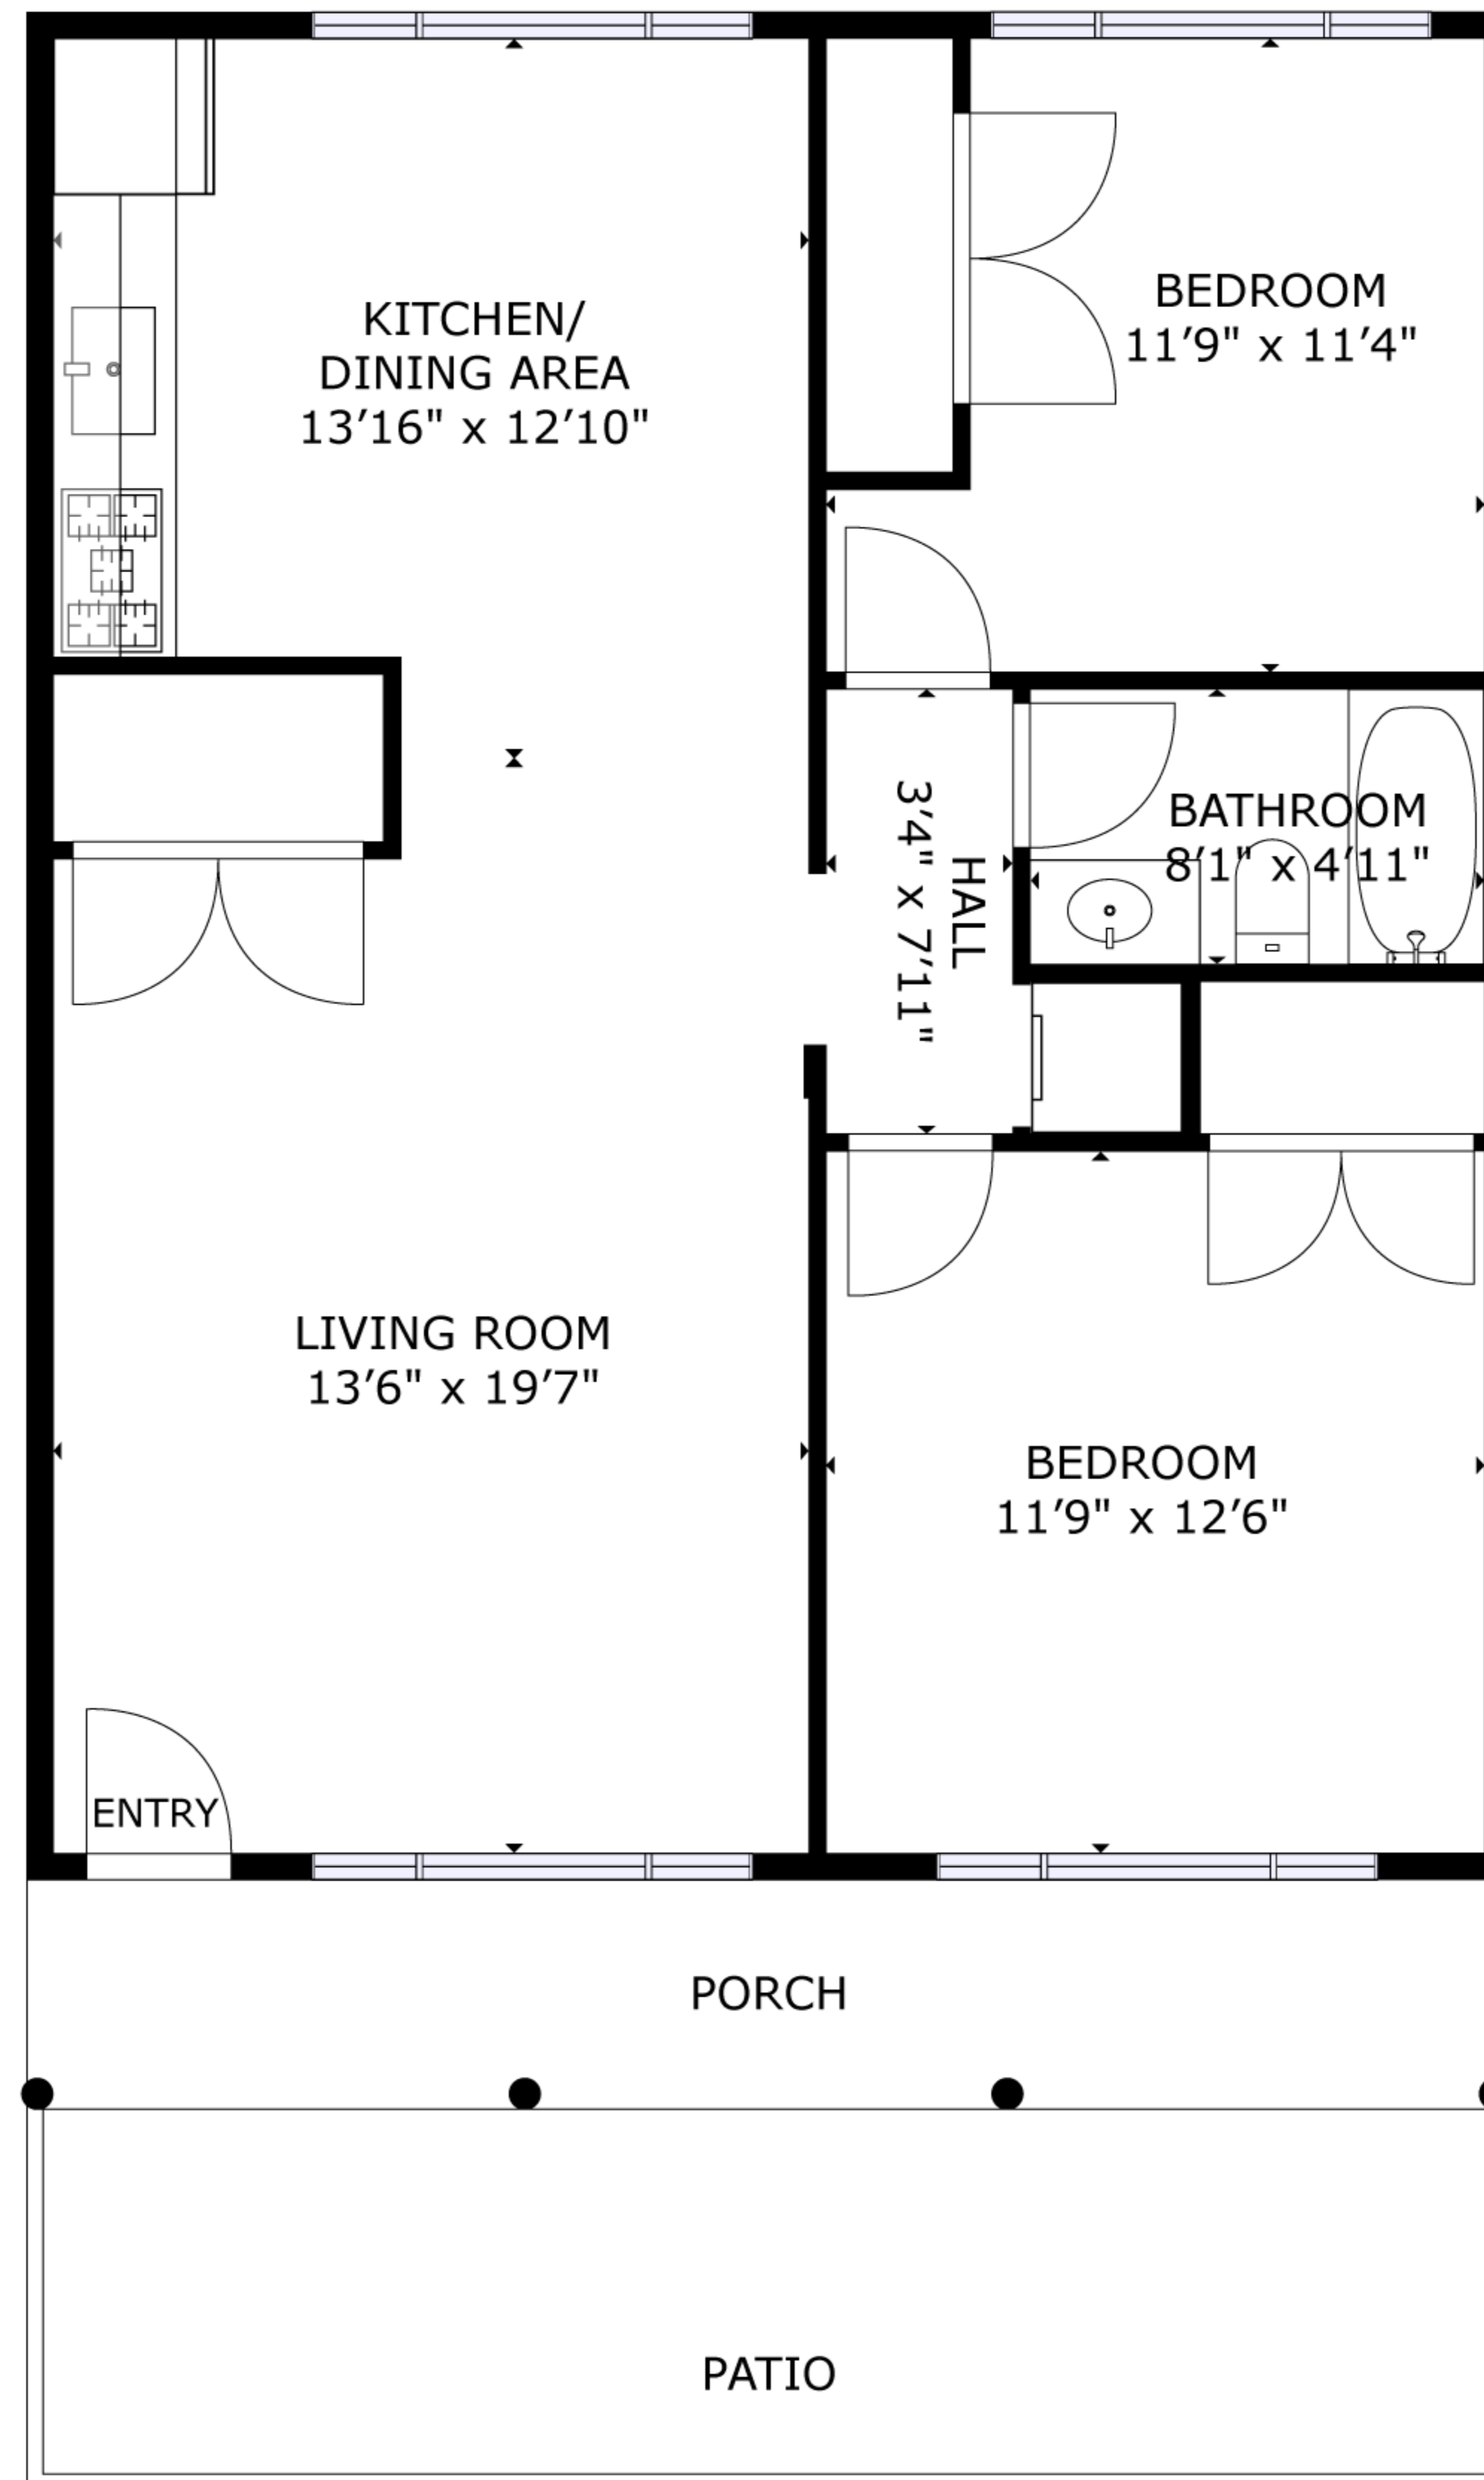 KITCHEN/
DINING AREA
13'16" x 12'10"
BEDROOM
11'9" x 11'4"
BATHROOM
8'1" x 4'11"
HALL
3'4" x 7'11"
LIVING ROOM
13'6" x 19'7"
BEDROOM
11'9" x 12'6"
ENTRY
PORCH
PATIO